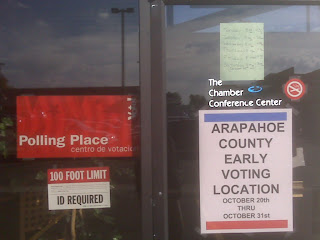 Polling Place
centro de votació
100 FOOT LIMIT
ID REQUIRED
The
Chamber
Conference Center
ARAPAHOE
COUNTY
EARLY
VOTING
LOCATION
OCTOBER 20th
THRU
OCTOBER 31st